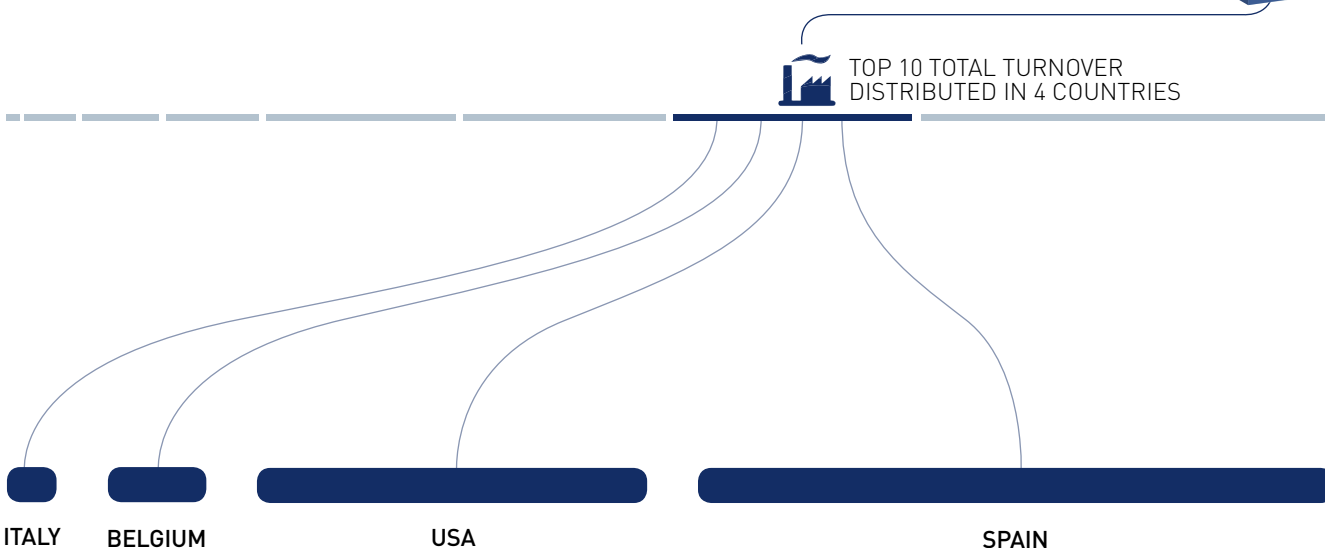 TOP 10 TOTAL TURNOVER
DISTRIBUTED IN 4 COUNTRIES
ITALY
BELGIUM
USA
SPAIN